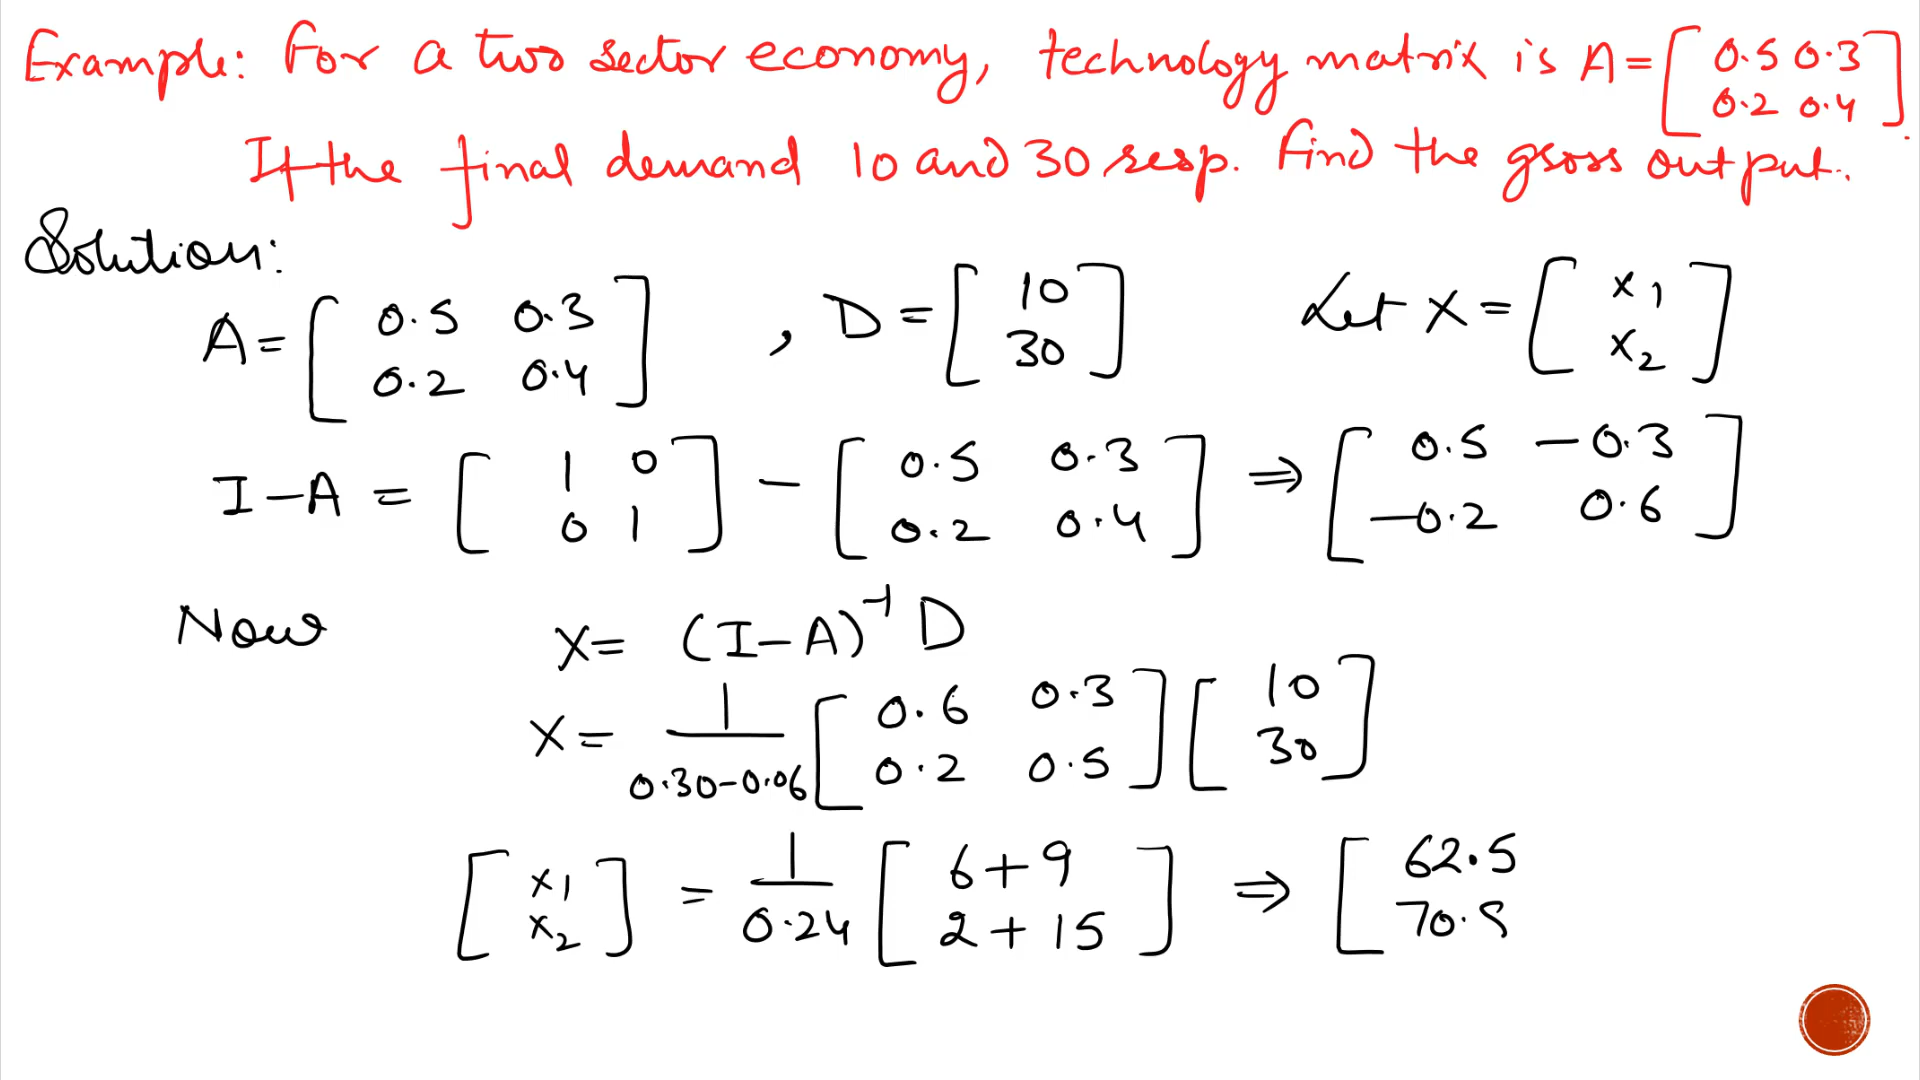 Example: For a two sector economy, technology matrix is A = [ 0.5 0.3
0.2 0.4 ].
If the final demand 10 and 30 resp. Find the gross output.
Solution:
A = [ 0.5 0.3
0.2 0.4 ] , D = [ 10
30 ] Let X = [ x1
x2 ]
I - A = [ 1 0
0 1 ] - [ 0.5 0.3
0.2 0.4 ] ⇒ [ 0.5 -0.3
-0.2 0.6 ]
Now X = (I-A)⁻¹ D
X = 1 / 0.30-0.06 [ 0.6 0.3
0.2 0.5 ] [ 10
30 ]
[ x1
x2 ] = 1 / 0.24 [ 6+9
2+15 ] ⇒ [ 62.5
70.